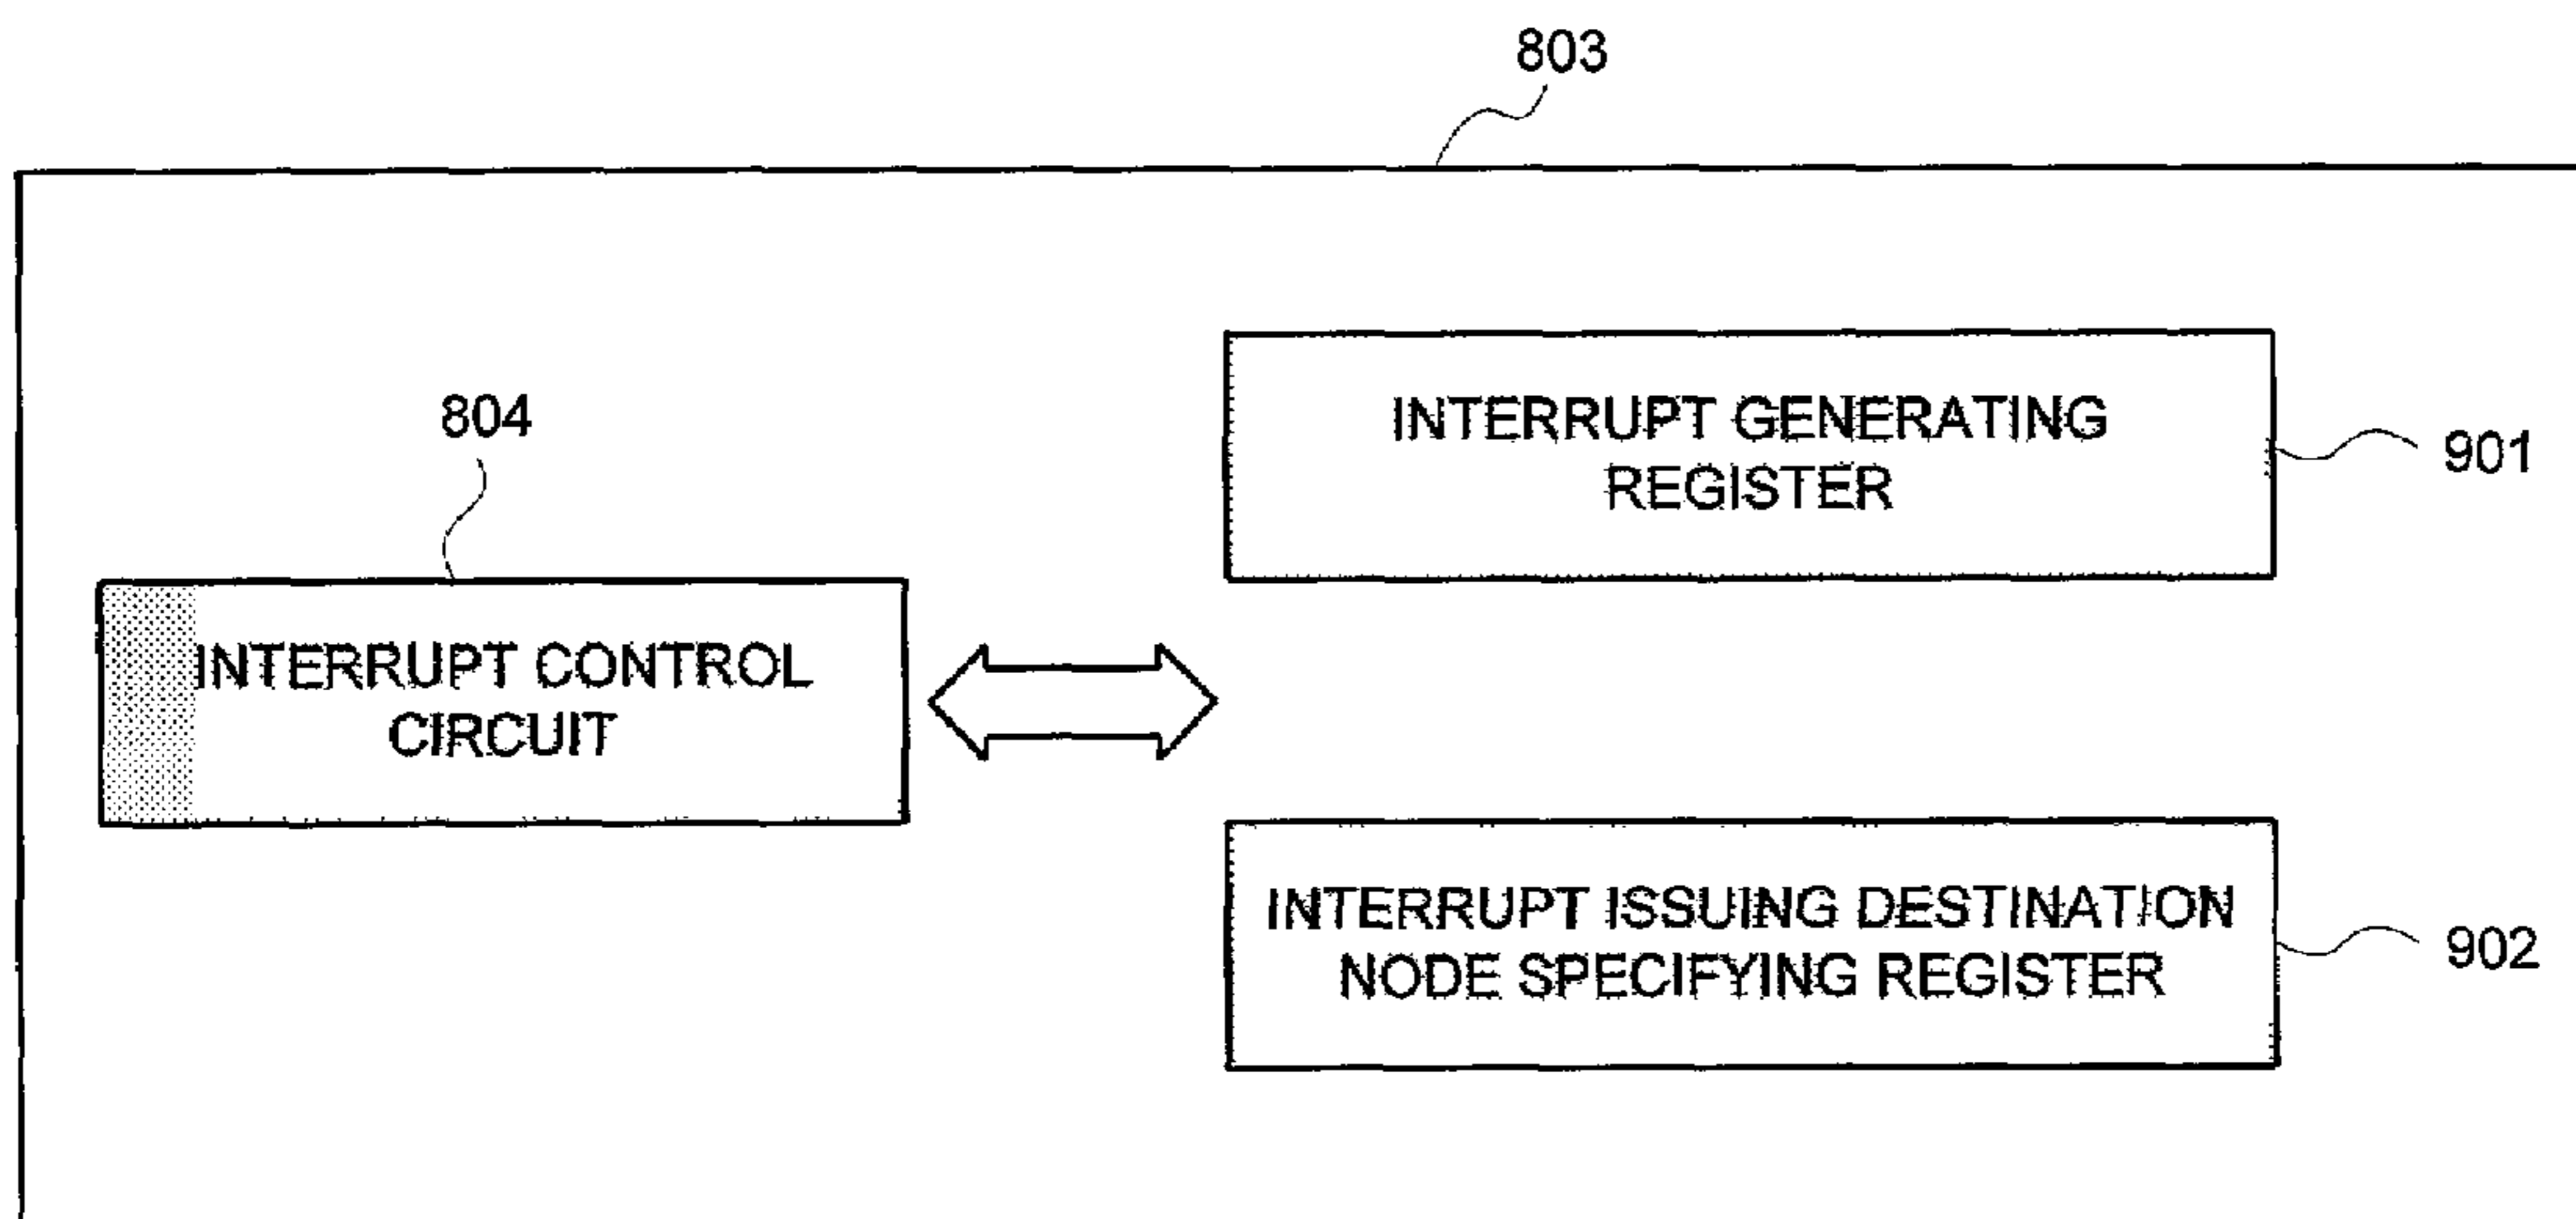 803
804
INTERRUPT GENERATING
REGISTER
901
INTERRUPT CONTROL
CIRCUIT
INTERRUPT ISSUING DESTINATION
NODE SPECIFYING REGISTER
902